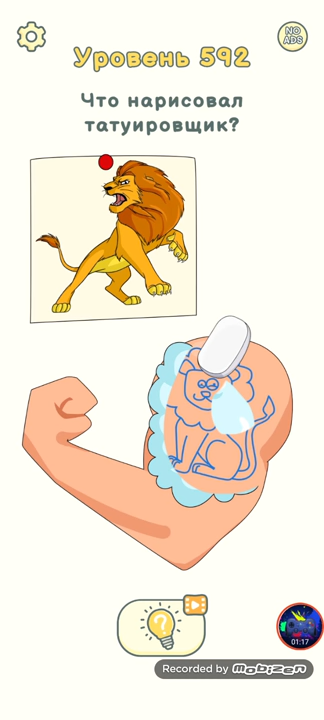 NO
ADS
Уровень 592
Что нарисовал
татуировщик?
?
01:17
Recorded by mobizen